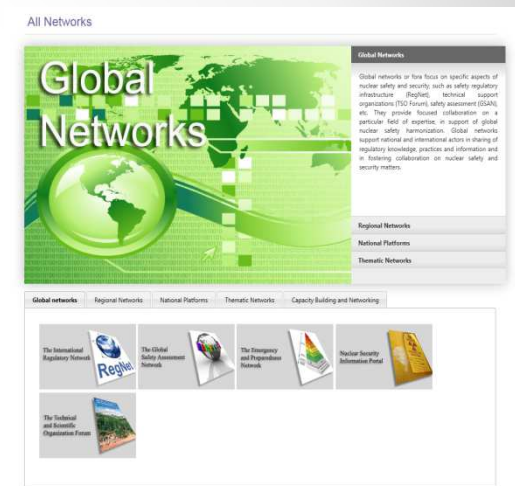 All Networks
Global
Networks
Global Networks
Global networks or fora focus on specific aspects of
nuclear safety and security, such as safety regulatory
infrastructure (RegNet), technical support
organizations (TSO Forum), safety assessment (GSAN),
etc. They provide focused collaboration on a
particular field of expertise, in support of global
nuclear safety harmonization. Global networks
support national and international actors in sharing of
regulatory knowledge, practices and information and
in fostering collaboration on nuclear safety and
security matters.
Regional Networks
National Platforms
Thematic Networks
Global networks Regional Networks National Platforms Thematic Networks Capacity Building and Networking
The International
Regulatory Network
RegNet
The Global
Safety Assessment
Network
The Emergency
and Preparedness
Network
Nuclear Security
Information Portal
The Technical
and Scientific
Organization Forum